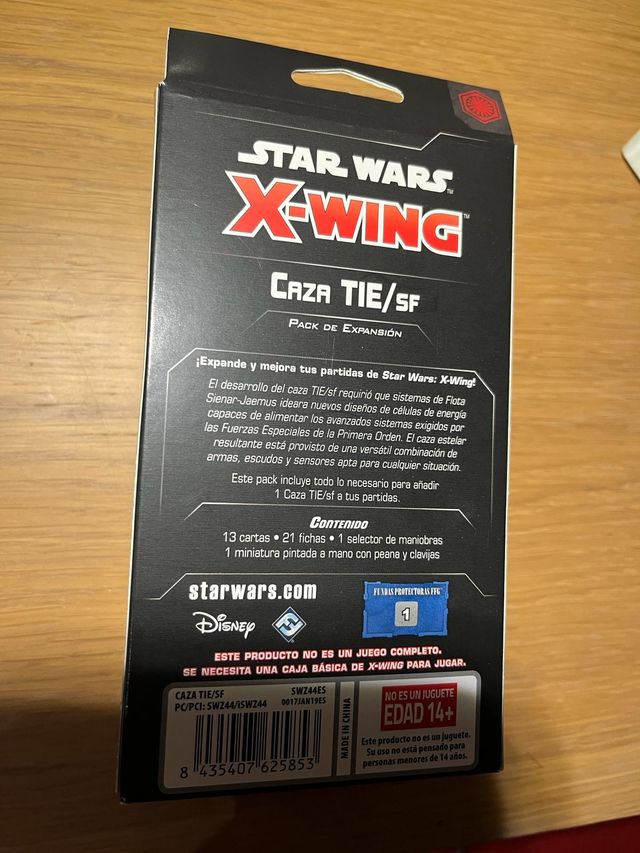 STAR WARS™
X-WING™
CAZA TIE/SF
PACK DE EXPANSIÓN
¡Expande y mejora tus partidas de Star Wars: X-Wing!
El desarrollo del caza TIE/sf requirió que sistemas de Flota
Sienar-Jaemus ideara nuevos diseños de células de energía
capaces de alimentar los avanzados sistemas exigidos por
las Fuerzas Especiales de la Primera Orden. El caza estelar
resultante está provisto de una versátil combinación de
armas, escudos y sensores apta para cualquier situación.
Este pack incluye todo lo necesario para añadir
1 Caza TIE/sf a tus partidas.
CONTENIDO
13 cartas • 21 fichas • 1 selector de maniobras
1 miniatura pintada a mano con peana y clavijas
starwars.com
Disney
FUNDAS PROTECTORAS FFG
1
ESTE PRODUCTO NO ES UN JUEGO COMPLETO.
SE NECESITA UNA CAJA BÁSICA DE X-WING PARA JUGAR.
CAZA TIE/SF SWZ44ES
PC/PCI: SWZ44/iSWZ44 0017JAN19ES
8 435407 625853
MADE IN CHINA
NO ES UN JUGUETE
EDAD 14+
Este producto no es un juguete.
Su uso no está pensado para
personas menores de 14 años.